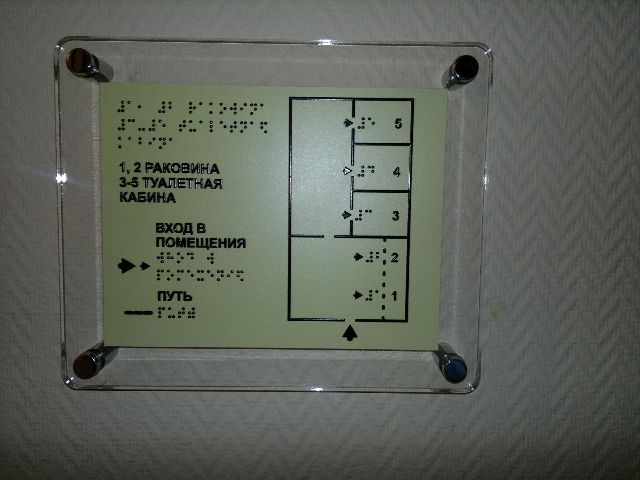 1, 2 РАКОВИНА
3-5 ТУАЛЕТНАЯ
КАБИНА
ВХОД В
ПОМЕЩЕНИЯ
ПУТЬ
5
4
3
2
1